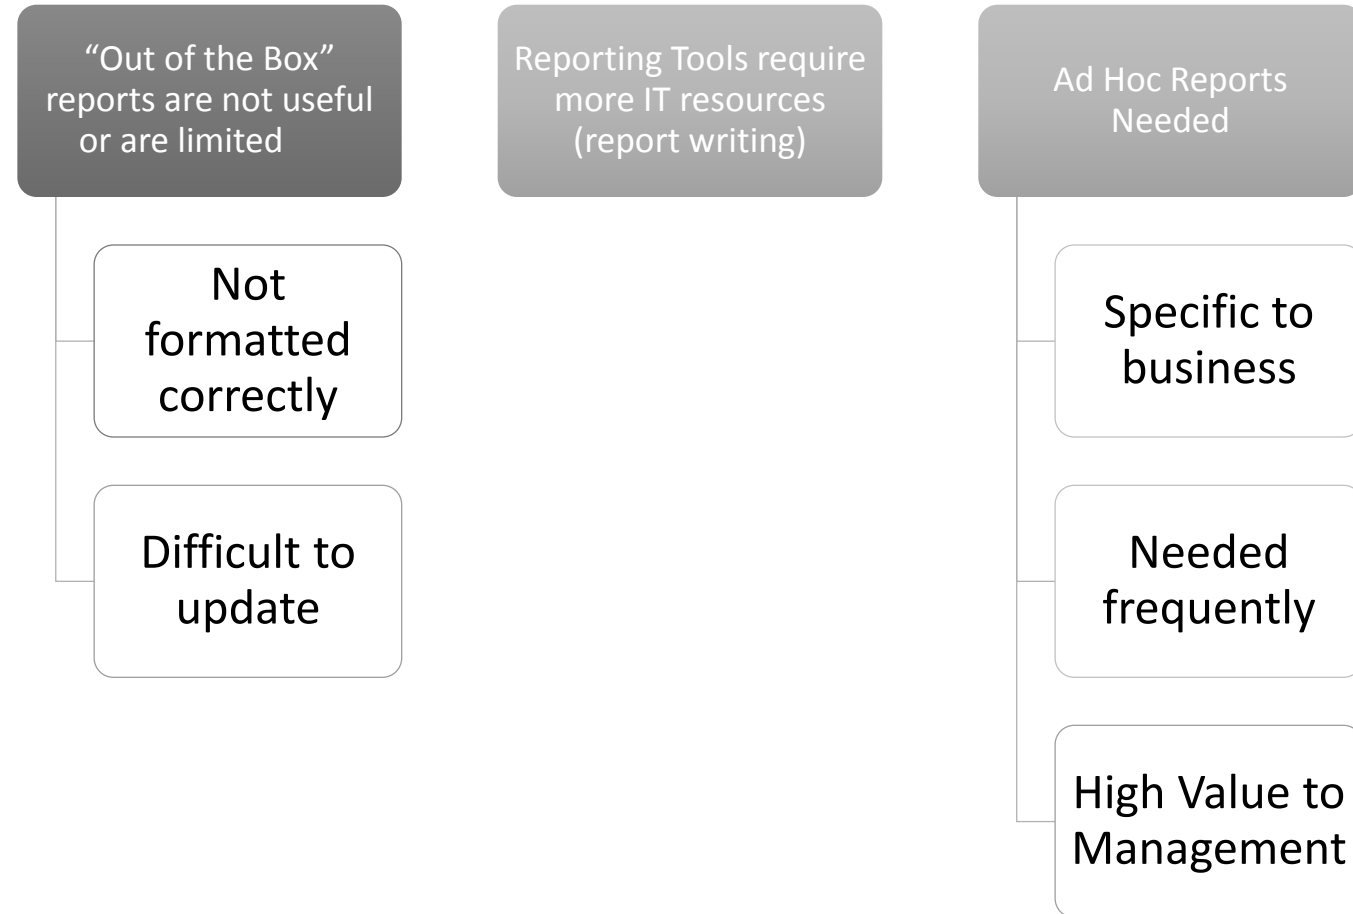 “Out of the Box”
reports are not useful
or are limited
Not
formatted
correctly
Difficult to
update
Reporting Tools require
more IT resources
(report writing)
Ad Hoc Reports
Needed
Specific to
business
Needed
frequently
High Value to
Management